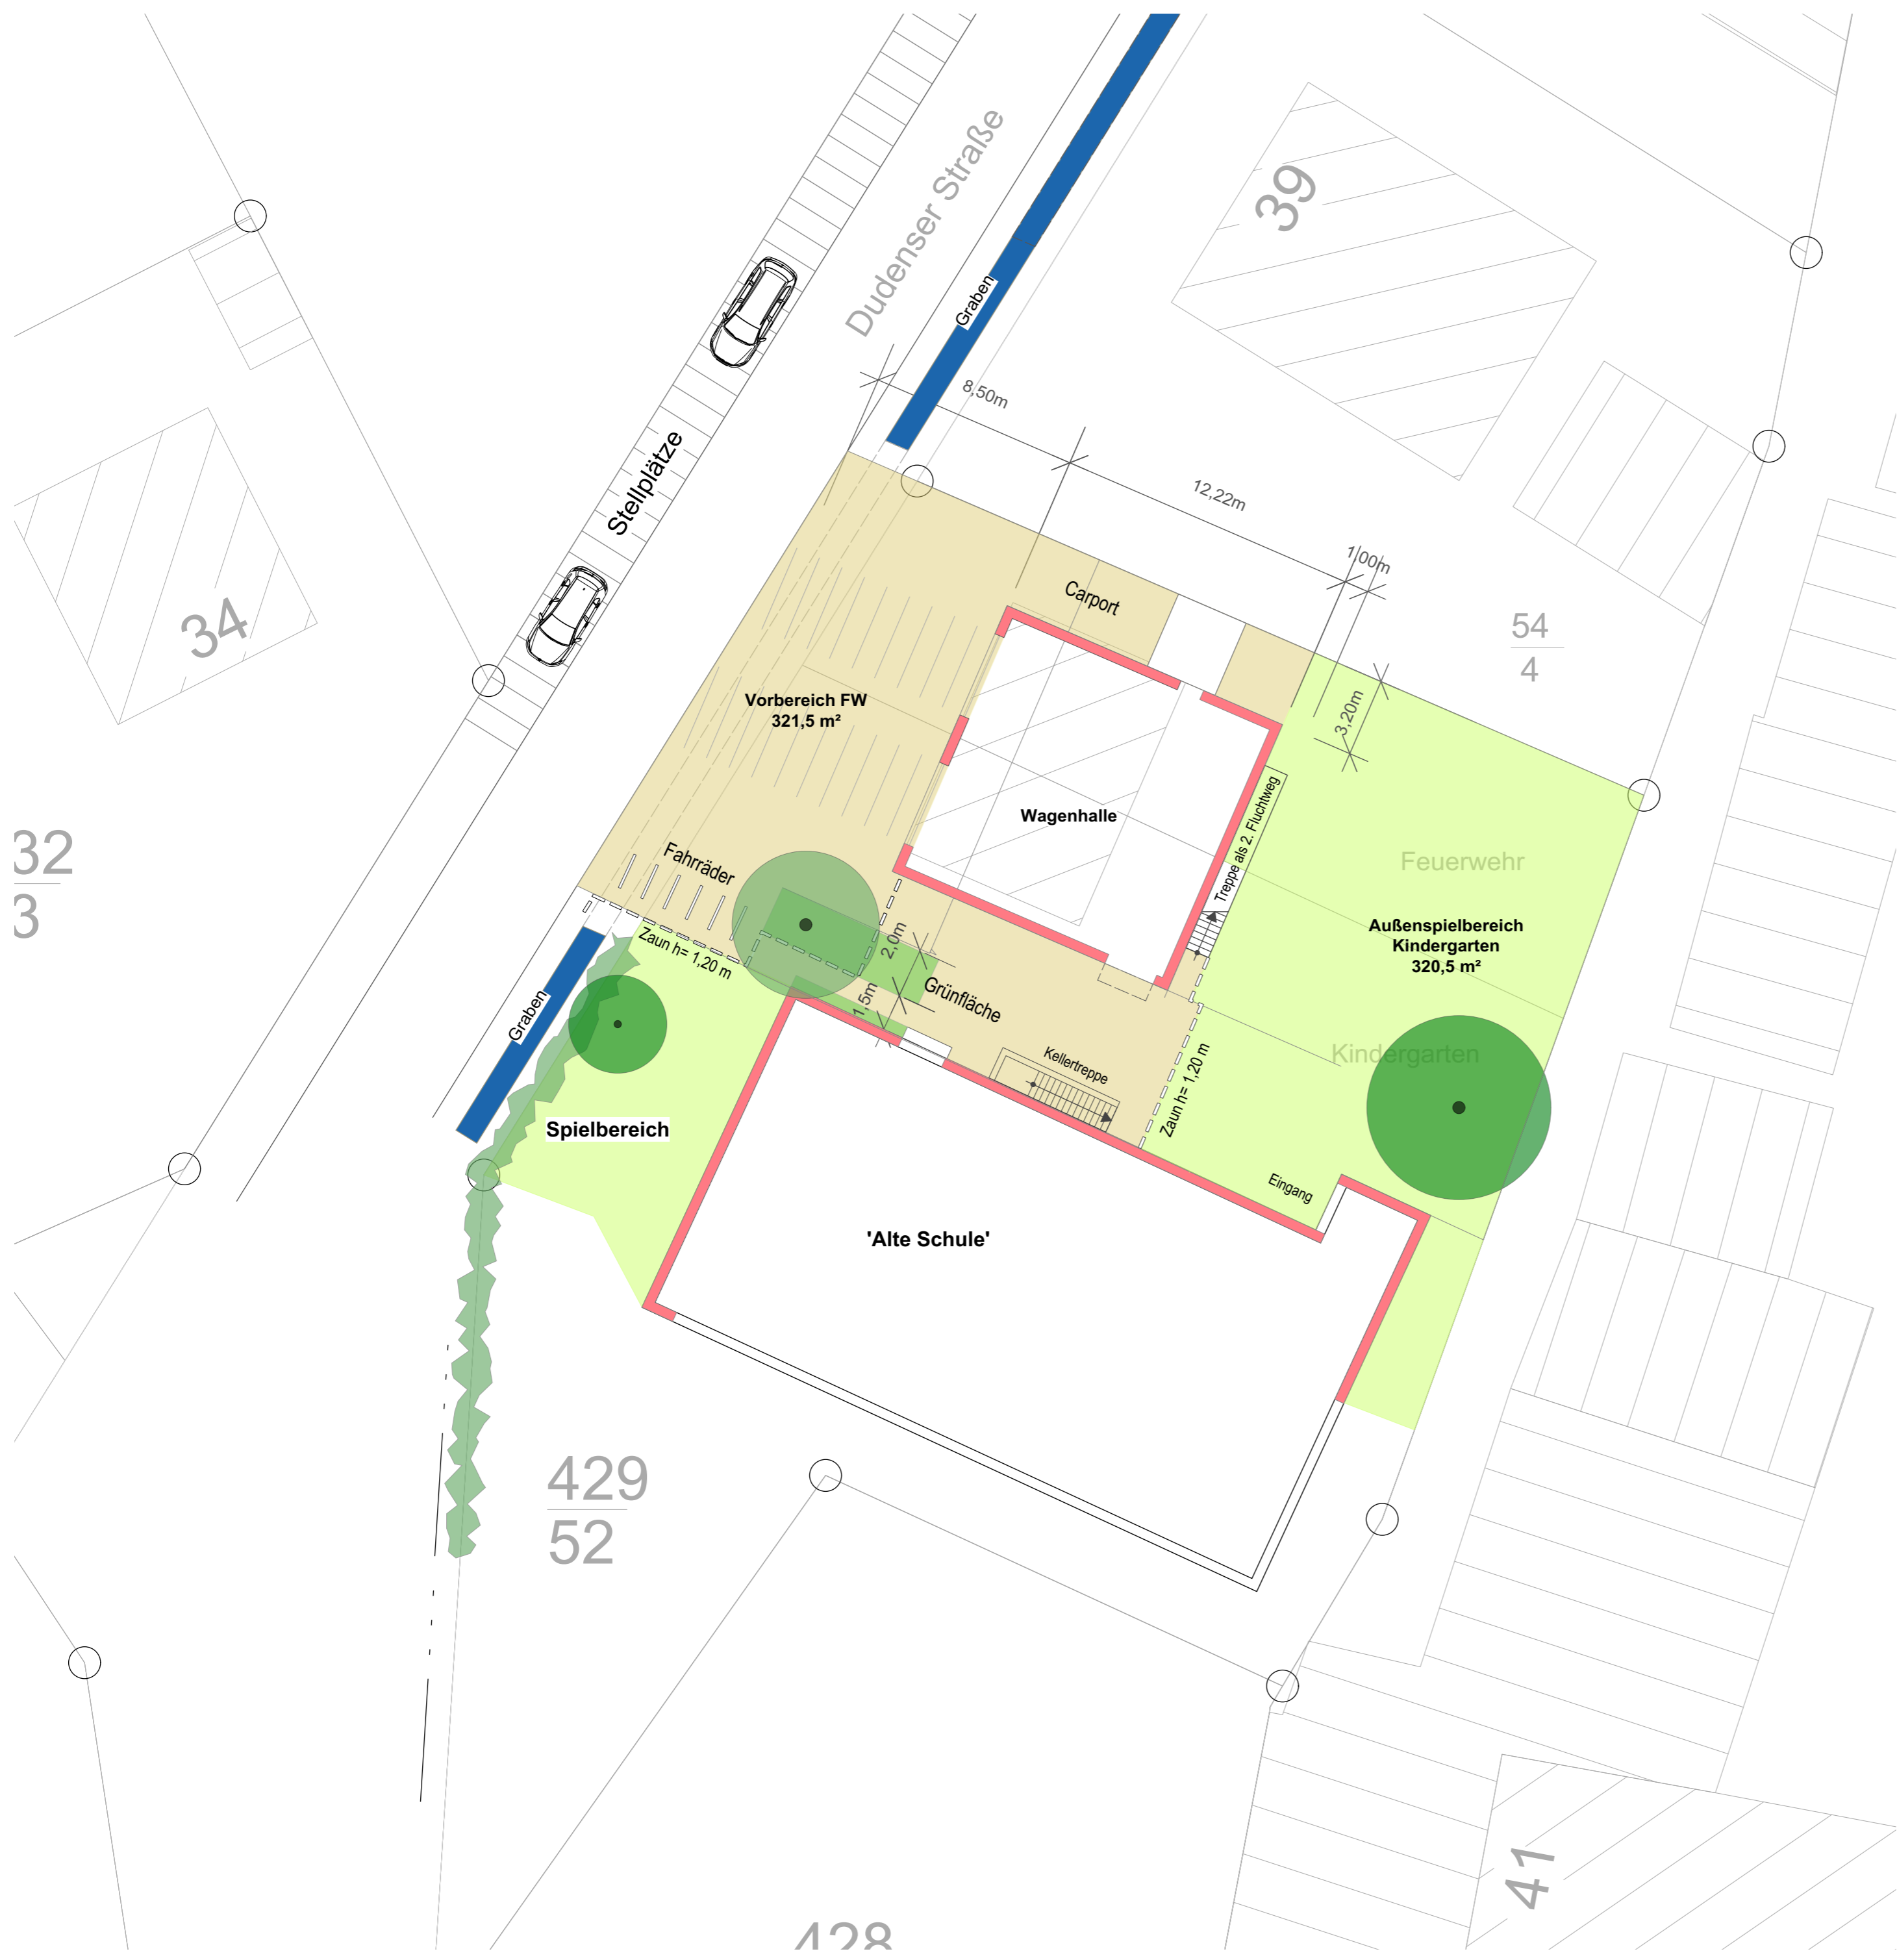 Dudenser Straße
39
Graben
8,50m
12,22m
1,00m
Stellplätze
Carport
34
54
4
3,20m
Vorbereich FW
321,5 m²
Wagenhalle
Treppe als 2. Fluchtweg
32
3
Fahrräder
Feuerwehr
Außenspielbereich
Kindergarten
320,5 m²
Zaun h= 1,20 m
2,0m
Grünfläche
1,5m
Graben
Kellertreppe
Kindergarten
Zaun h= 1,20 m
Spielbereich
Eingang
'Alte Schule'
429
52
41
428